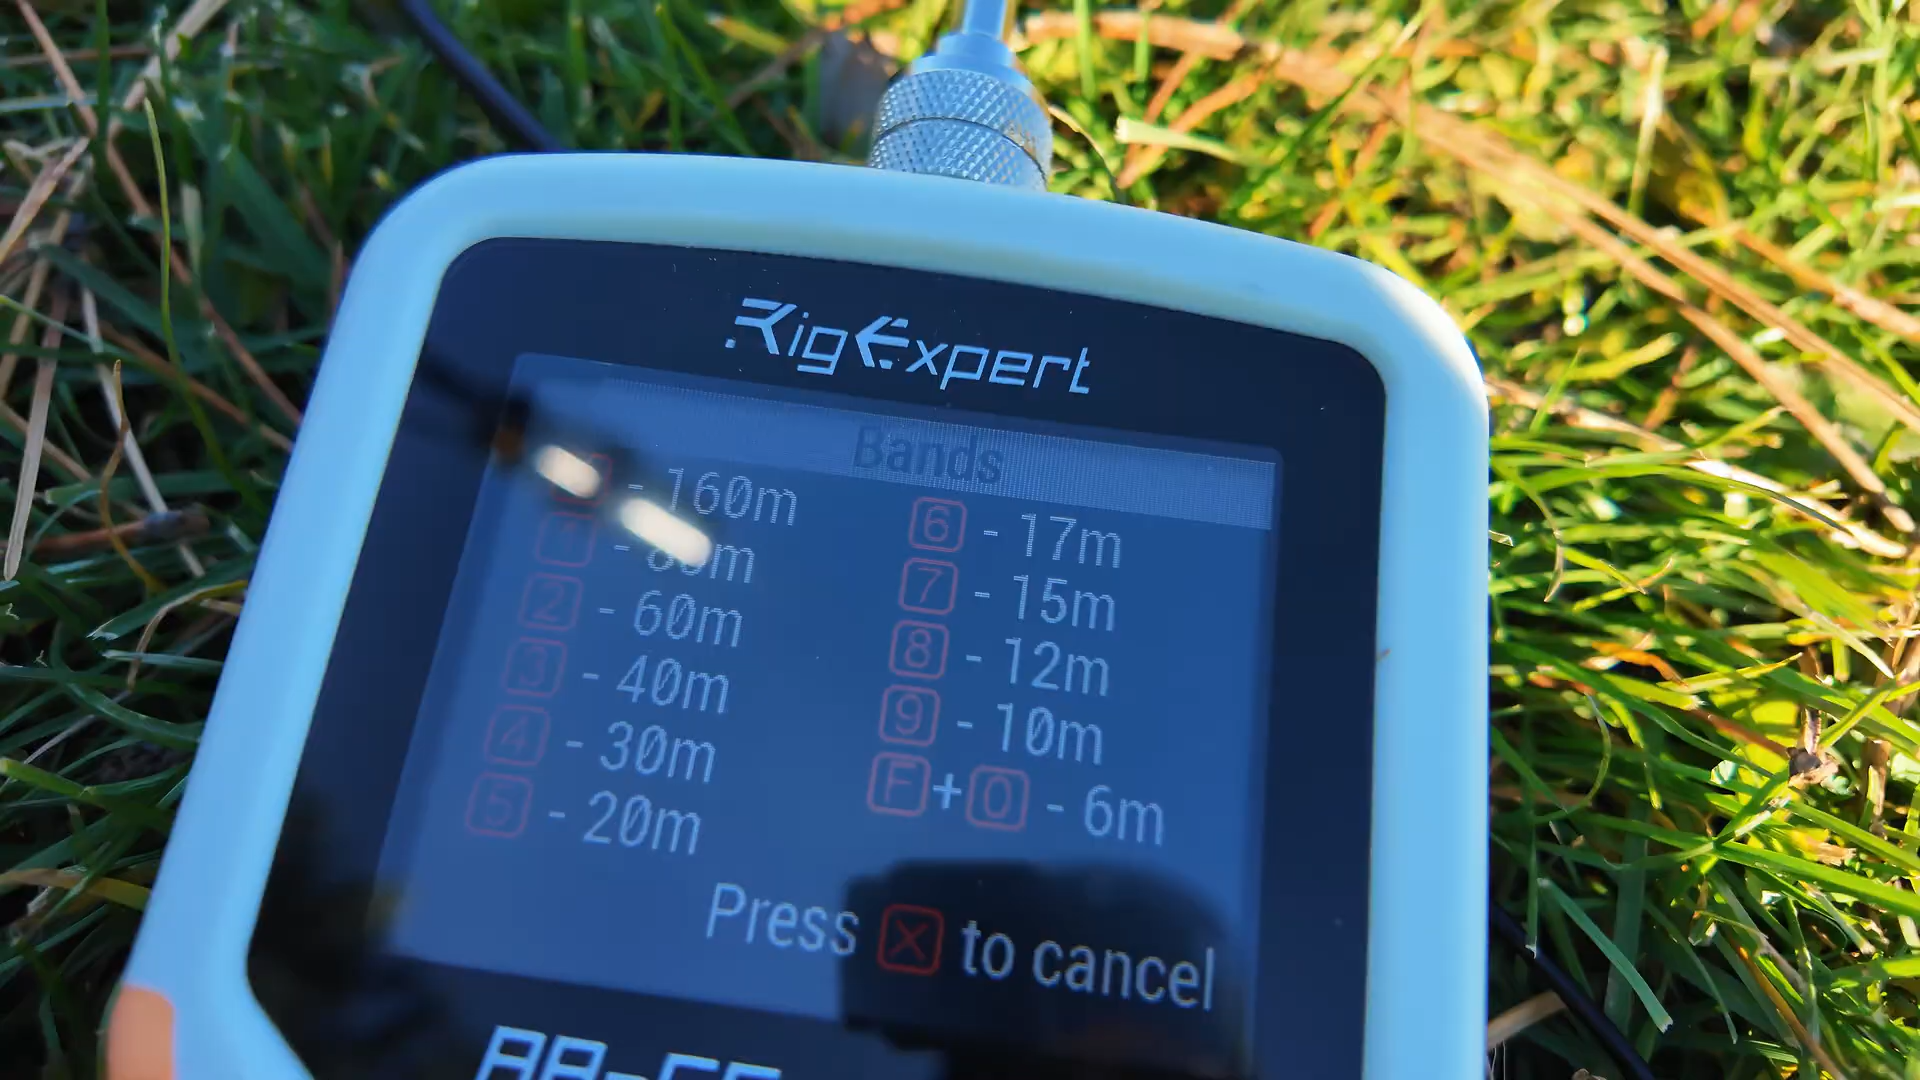 RigExpert
Bands
- 160m
1 - 80m
2 - 60m
3 - 40m
4 - 30m
5 - 20m
6 - 17m
7 - 15m
8 - 12m
9 - 10m
F + 0 - 6m
Press X to cancel